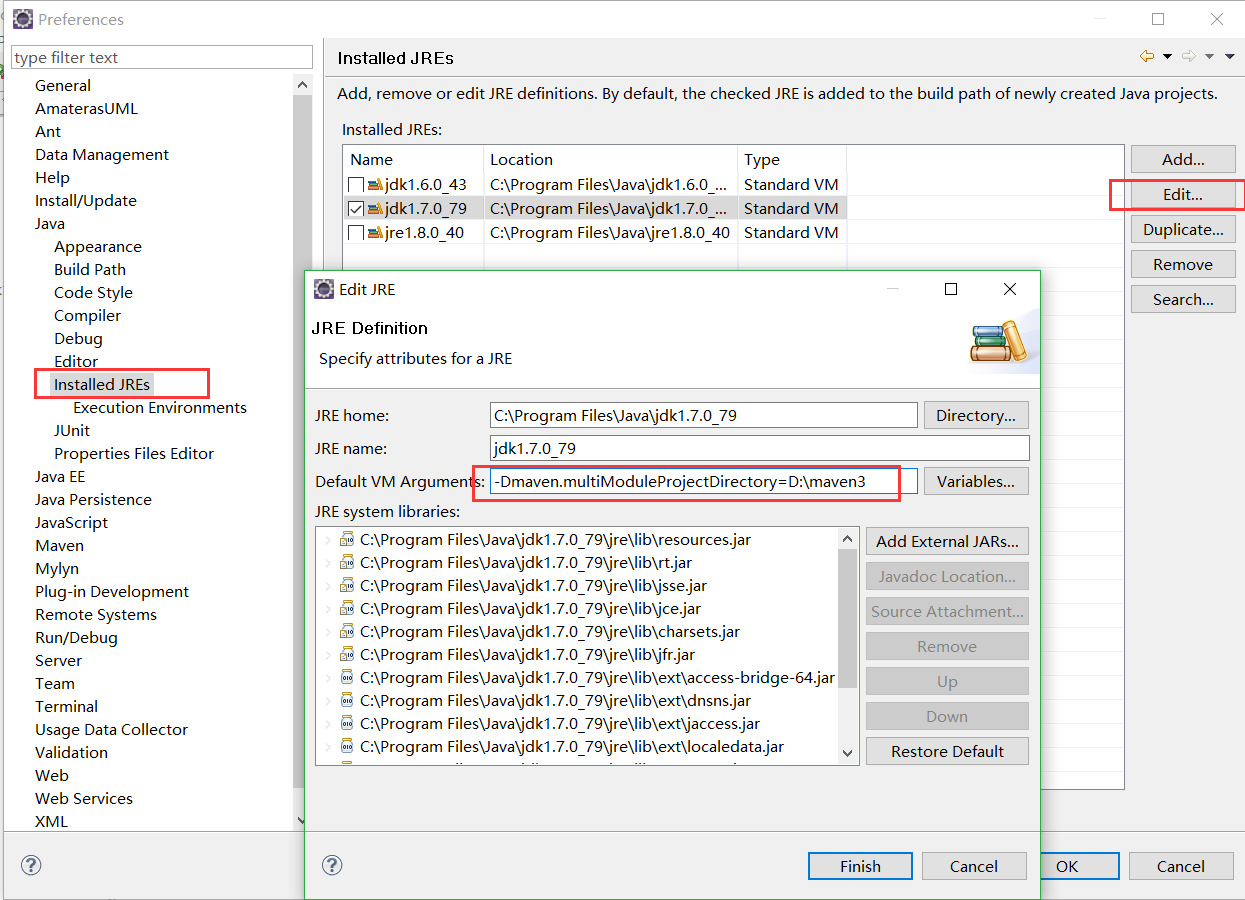 Preferences
type filter text
General
AmaterasUML
Ant
Data Management
Help
Install/Update
Java
Appearance
Build Path
Code Style
Compiler
Debug
Editor
Installed JREs
Execution Environments
JUnit
Properties Files Editor
Java EE
Java Persistence
JavaScript
Maven
Mylyn
Plug-in Development
Remote Systems
Run/Debug
Server
Team
Terminal
Usage Data Collector
Validation
Web
Web Services
XML
Installed JREs
Add, remove or edit JRE definitions. By default, the checked JRE is added to the build path of newly created Java projects.
Installed JREs:
Name Location Type
jdk1.6.0_43 C:\Program Files\Java\jdk1.6.0_... Standard VM
jdk1.7.0_79 C:\Program Files\Java\jdk1.7.0_... Standard VM
jre1.8.0_40 C:\Program Files\Java\jre1.8.0_40 Standard VM
Add...
Edit...
Duplicate...
Remove
Search...
Edit JRE
JRE Definition
Specify attributes for a JRE
JRE home: C:\Program Files\Java\jdk1.7.0_79 Directory...
JRE name: jdk1.7.0_79
Default VM Arguments: -Dmaven.multiModuleProjectDirectory=D:\maven3 Variables...
JRE system libraries:
C:\Program Files\Java\jdk1.7.0_79\jre\lib\resources.jar
C:\Program Files\Java\jdk1.7.0_79\jre\lib\rt.jar
C:\Program Files\Java\jdk1.7.0_79\jre\lib\jsse.jar
C:\Program Files\Java\jdk1.7.0_79\jre\lib\jce.jar
C:\Program Files\Java\jdk1.7.0_79\jre\lib\charsets.jar
C:\Program Files\Java\jdk1.7.0_79\jre\lib\jfr.jar
C:\Program Files\Java\jdk1.7.0_79\jre\lib\ext\access-bridge-64.jar
C:\Program Files\Java\jdk1.7.0_79\jre\lib\ext\dnsns.jar
C:\Program Files\Java\jdk1.7.0_79\jre\lib\ext\jaccess.jar
C:\Program Files\Java\jdk1.7.0_79\jre\lib\ext\localedata.jar
Add External JARs...
Javadoc Location...
Source Attachment...
Remove
Up
Down
Restore Default
Finish
Cancel
OK
Cancel